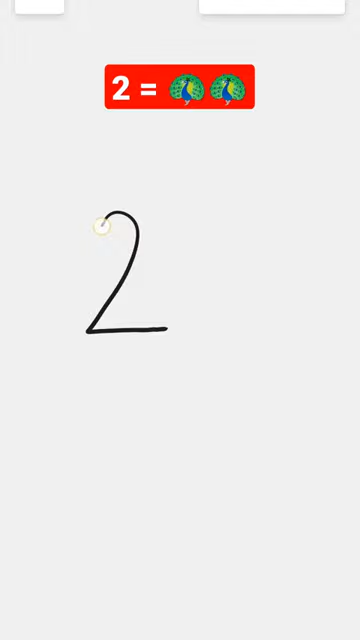 2 = 🦚🦚
2